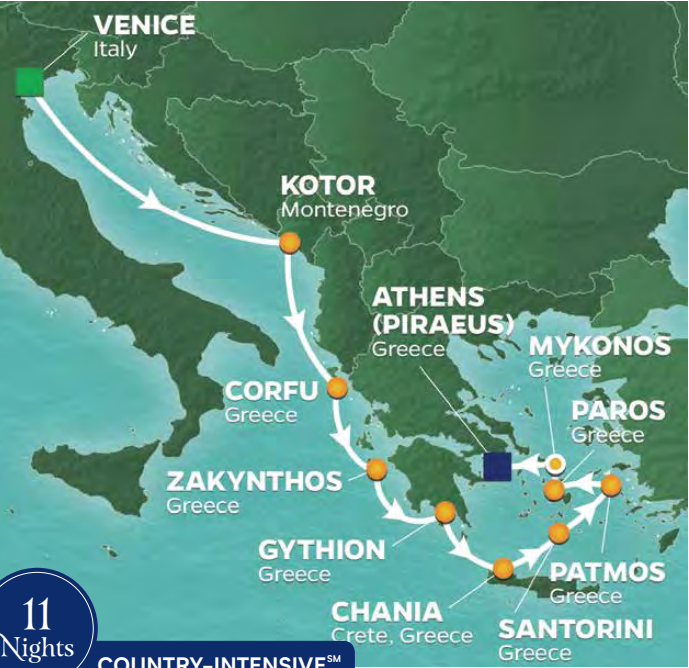 VENICE
Italy
KOTOR
Montenegro
ATHENS
(PIRAEUS)
Greece
MYKONOS
Greece
PAROS
Greece
CORFU
Greece
ZAKYNTHOS
Greece
GYTHION
Greece
PATMOS
Greece
CHANIA
Crete, Greece
SANTORINI
Greece
11
Nights
COUNTRY-INTENSIVE℠